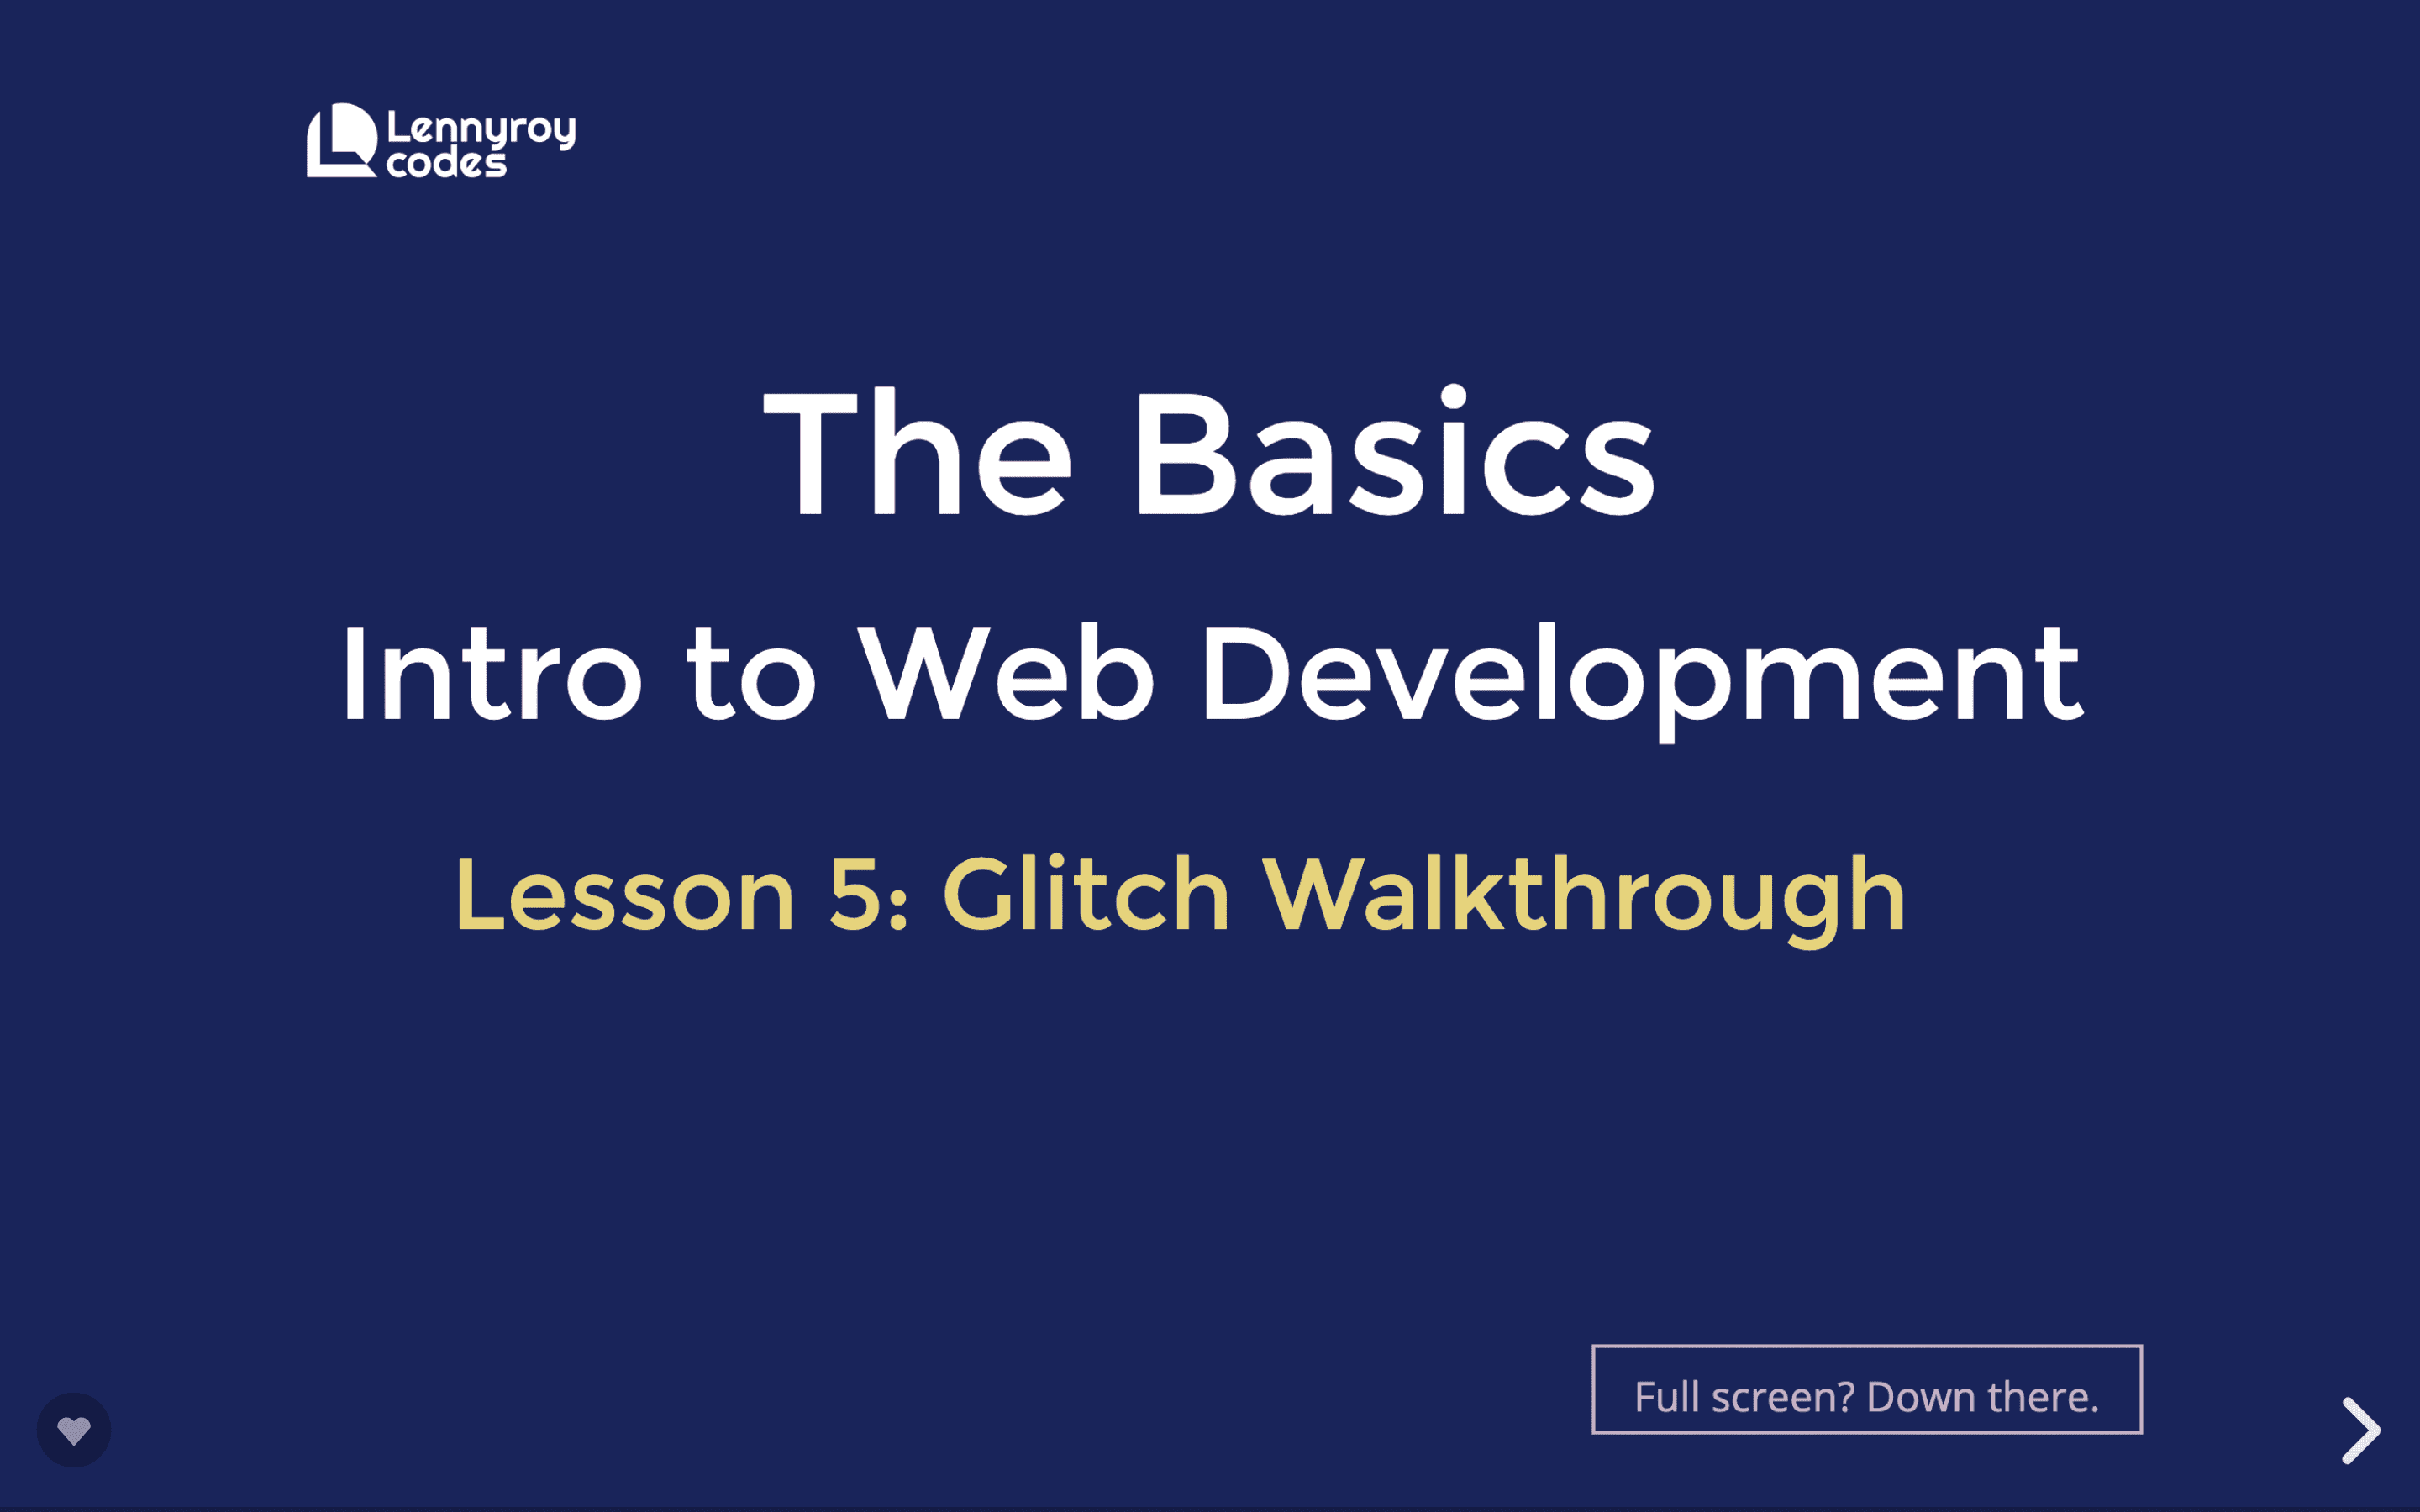 Lennyroy
codes
The Basics
Intro to Web Development
Lesson 5: Glitch Walkthrough
Full screen? Down there.